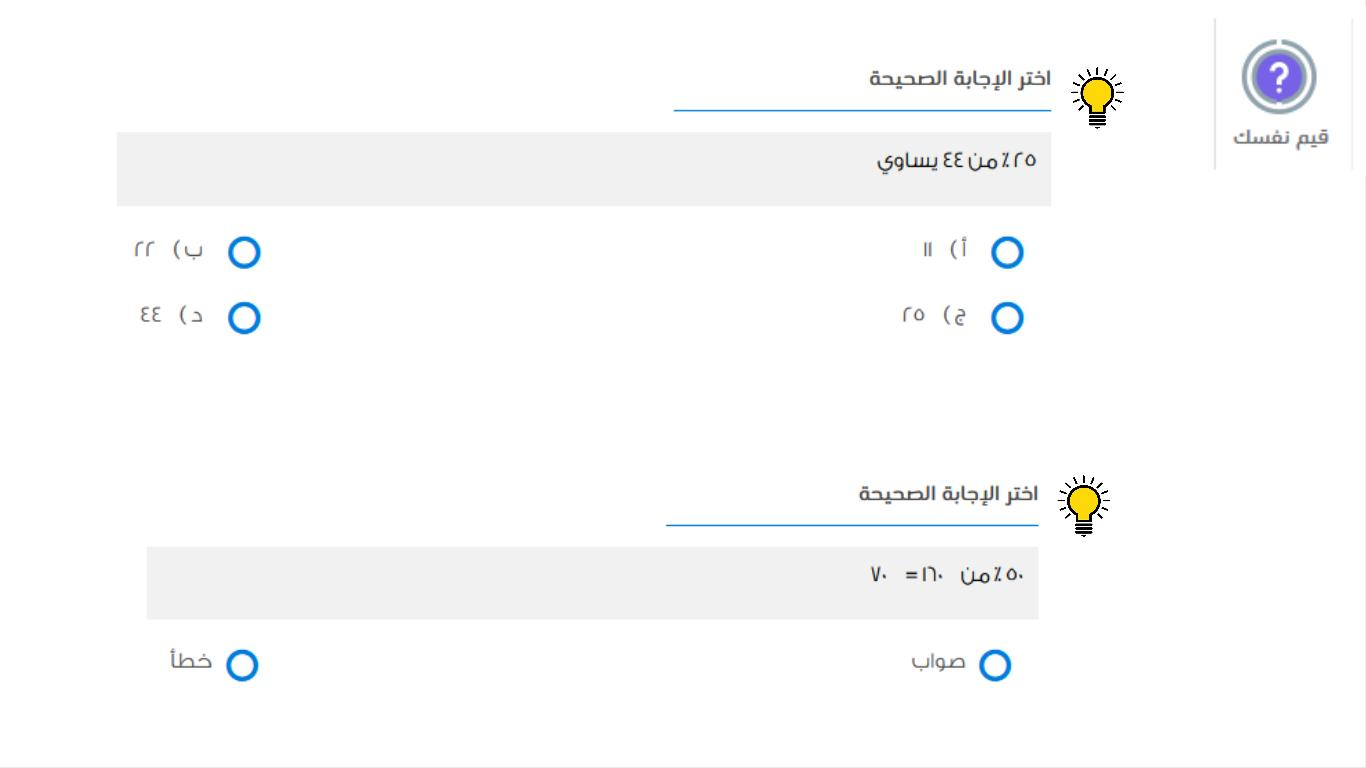 ?
قيم نفسك
اختر الإجابة الصحيحة
٢٥٪ من ٤٤ يساوي
أ) ١١
ب) ٢٢
ج) ٢٥
د) ٤٤
اختر الإجابة الصحيحة
٥٠٪ من ١٦٠ = ٧٠
صواب
خطأ